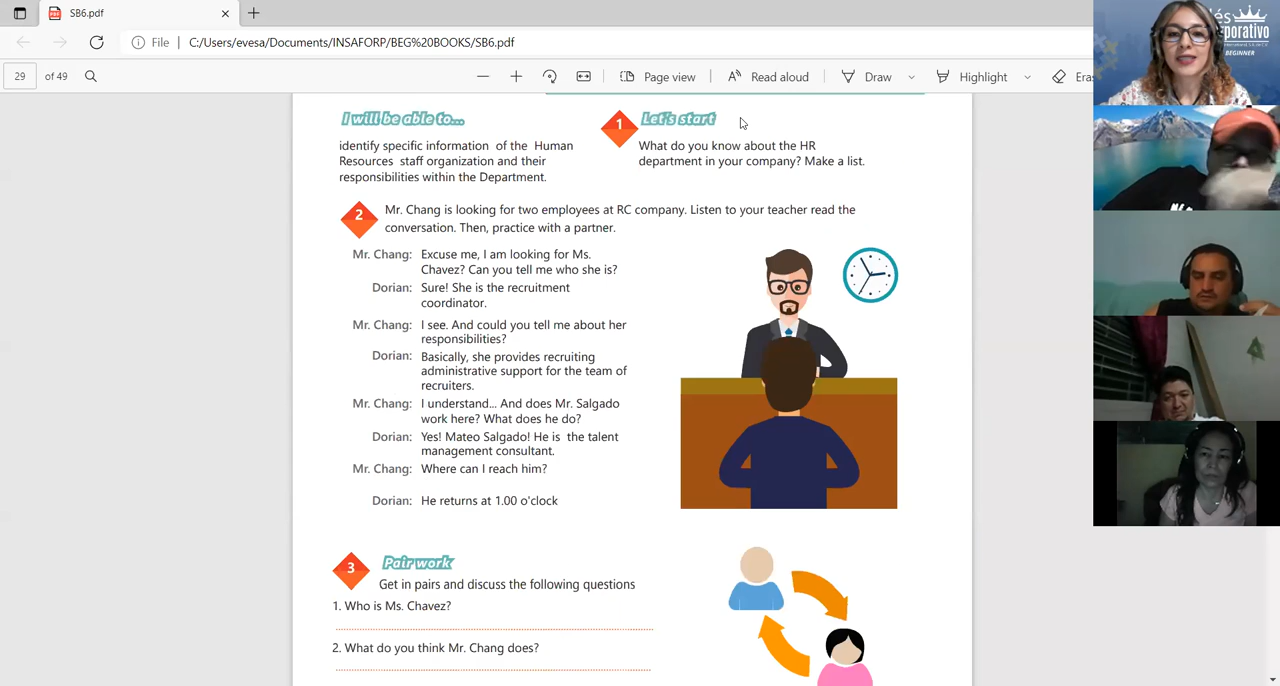 SB6.pdf
File
C:/Users/evesa/Documents/INSAFORP/BEG%20BOOKS/SB6.pdf
29 of 49
Page view
Read aloud
Draw
Highlight
Eras
I will be able to...
identify specific information of the Human
Resources staff organization and their
responsibilities within the Department.
1
Let's start
What do you know about the HR
department in your company? Make a list.
2
Mr. Chang is looking for two employees at RC company. Listen to your teacher read the
conversation. Then, practice with a partner.
Mr. Chang: Excuse me, I am looking for Ms.
Chavez? Can you tell me who she is?
Dorian: Sure! She is the recruitment
coordinator.
Mr. Chang: I see. And could you tell me about her
responsibilities?
Dorian: Basically, she provides recruiting
administrative support for the team of
recruiters.
Mr. Chang: I understand... And does Mr. Salgado
work here? What does he do?
Dorian: Yes! Mateo Salgado! He is the talent
management consultant.
Mr. Chang: Where can I reach him?
Dorian: He returns at 1.00 o'clock
3
Pair work
Get in pairs and discuss the following questions
1. Who is Ms. Chavez?
2. What do you think Mr. Chang does?
és
porativo
BEGINNER